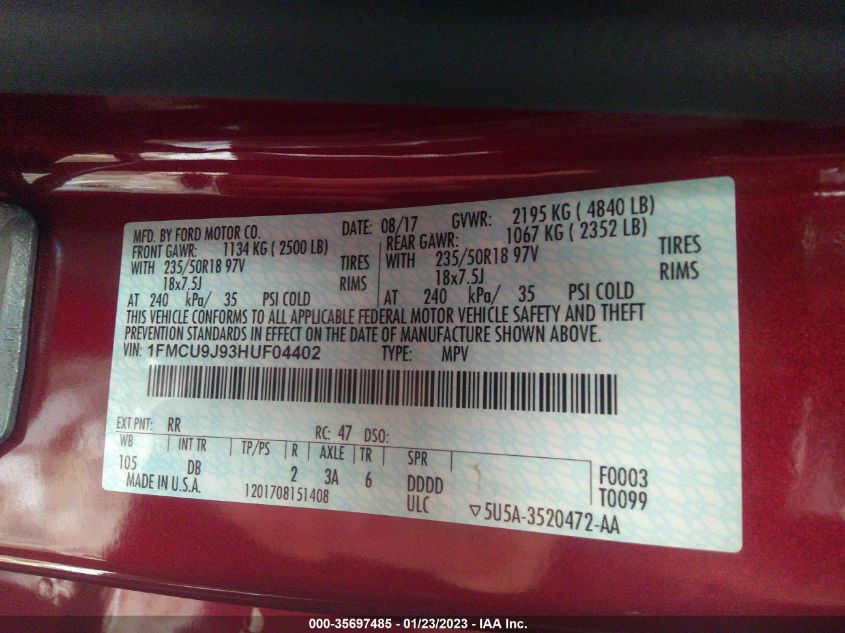 MFD. BY FORD MOTOR CO. DATE: 08/17 GVWR: 2195 KG ( 4840 LB)
FRONT GAWR: 1134 KG ( 2500 LB) REAR GAWR: 1067 KG ( 2352 LB)
WITH 235/50R18 97V TIRES WITH 235/50R18 97V TIRES
18x7.5J RIMS 18x7.5J RIMS
AT 240 kPa/ 35 PSI COLD AT 240 kPa/ 35 PSI COLD
THIS VEHICLE CONFORMS TO ALL APPLICABLE FEDERAL MOTOR VEHICLE SAFETY AND THEFT
PREVENTION STANDARDS IN EFFECT ON THE DATE OF MANUFACTURE SHOWN ABOVE.
VIN: 1FMCU9J93HUF04402 TYPE: MPV
EXT PNT: RR RC: 47 DSO:
WB INT TR TP/PS R AXLE TR SPR
105 DB 2 3A 6 DDDD F0003
MADE IN U.S.A. 1201708151408 ULC T0099
▽5U5A-3520472-AA
000-35697485 - 01/23/2023 - IAA Inc.